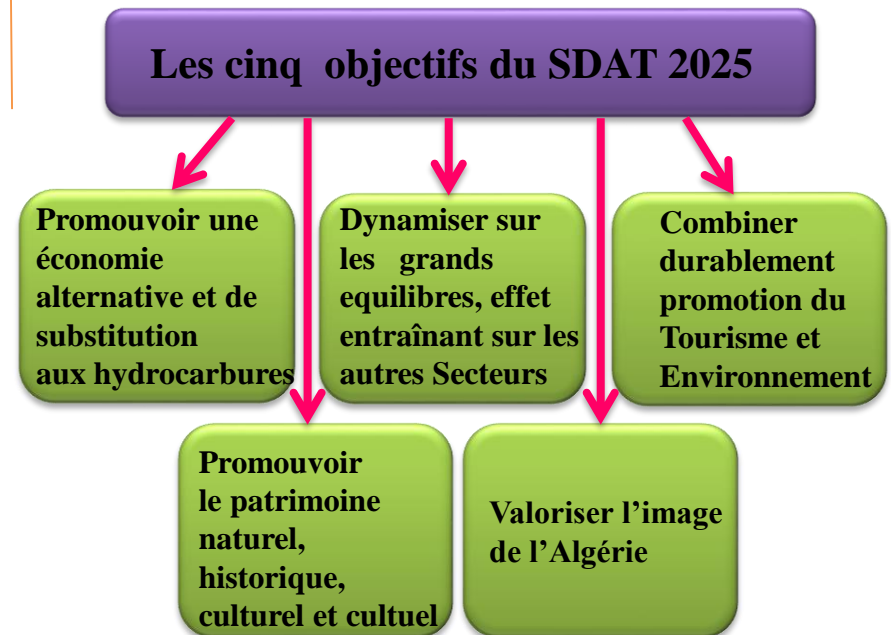 Les cinq objectifs du SDAT 2025
Promouvoir une
économie
alternative et de
substitution
aux hydrocarbures
Dynamiser sur
les grands
equilibres, effet
entraînant sur les
autres Secteurs
Combiner
durablement
promotion du
Tourisme et
Environnement
Promouvoir
le patrimoine
naturel,
historique,
culturel et cultuel
Valoriser l’image
de l’Algérie